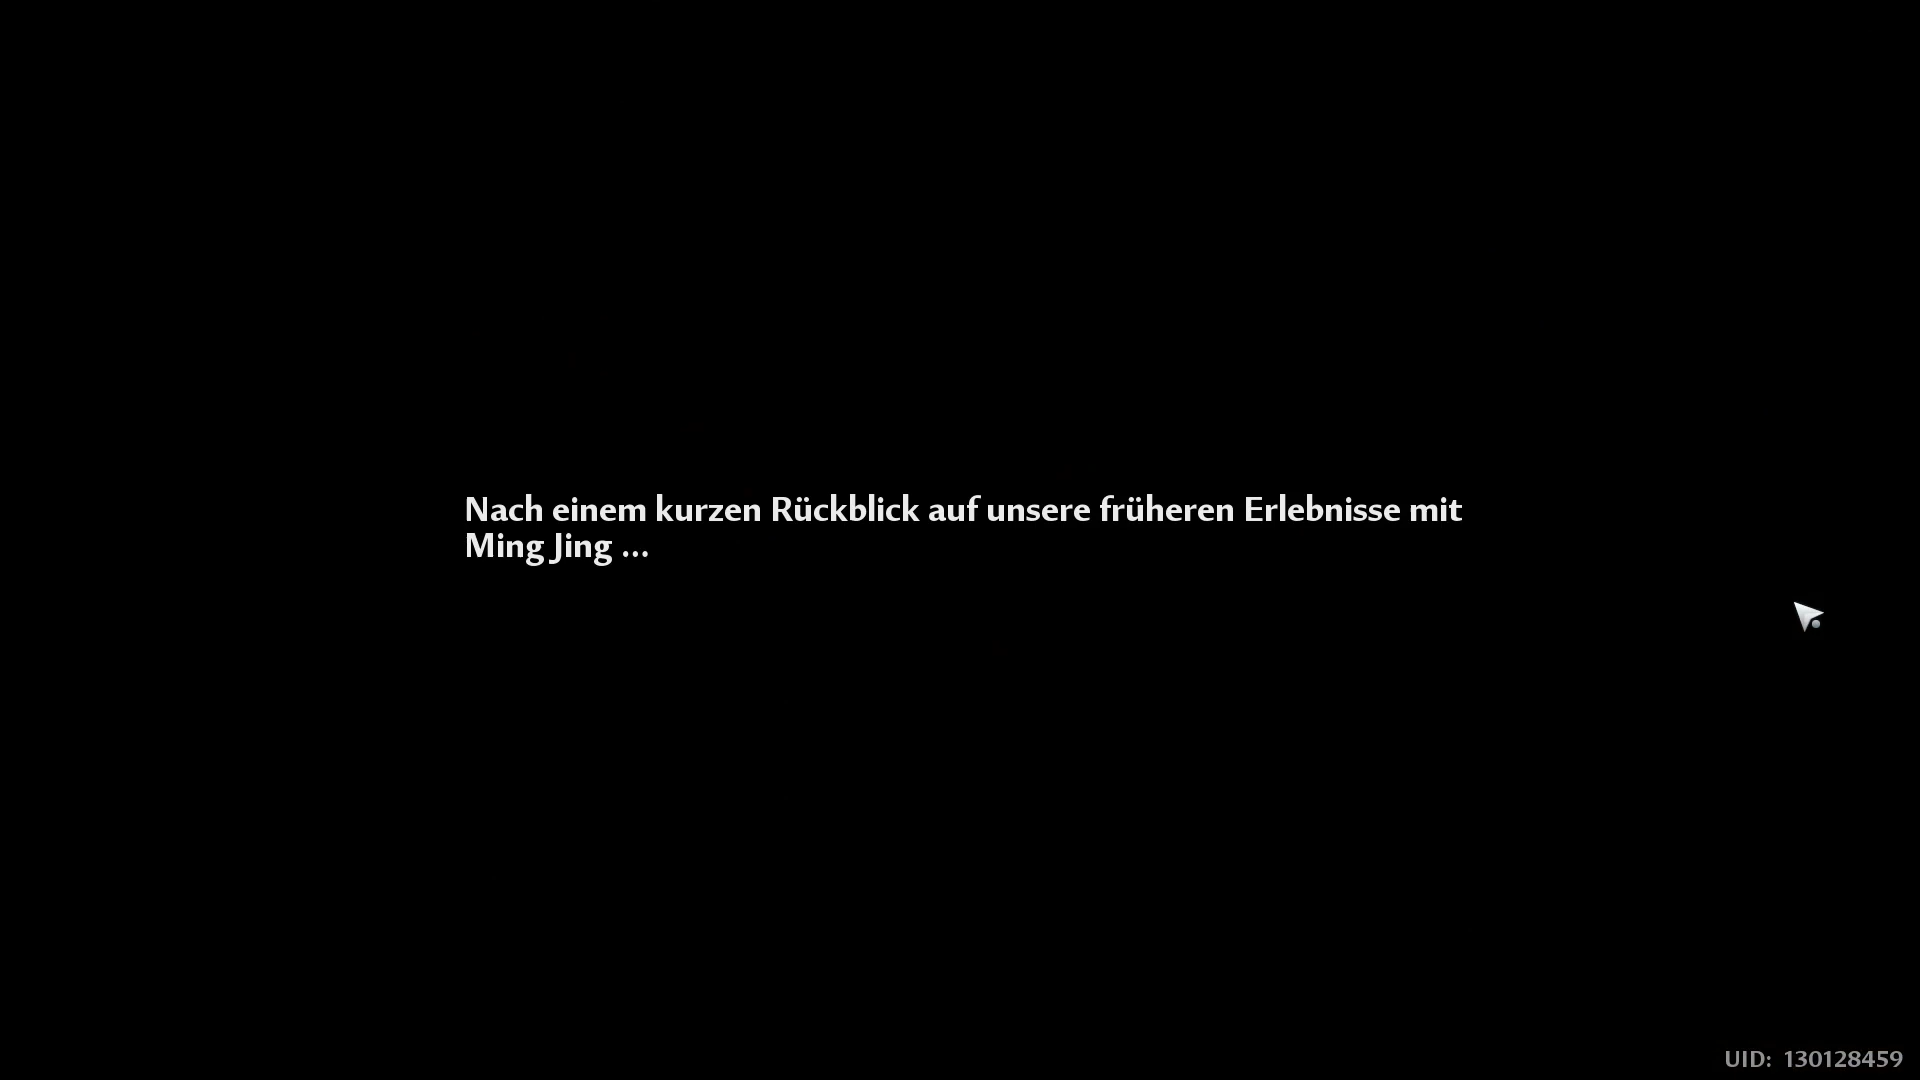 Nach einem kurzen Rückblick auf unsere früheren Erlebnisse mit
Ming Jing ...
UID: 130128459